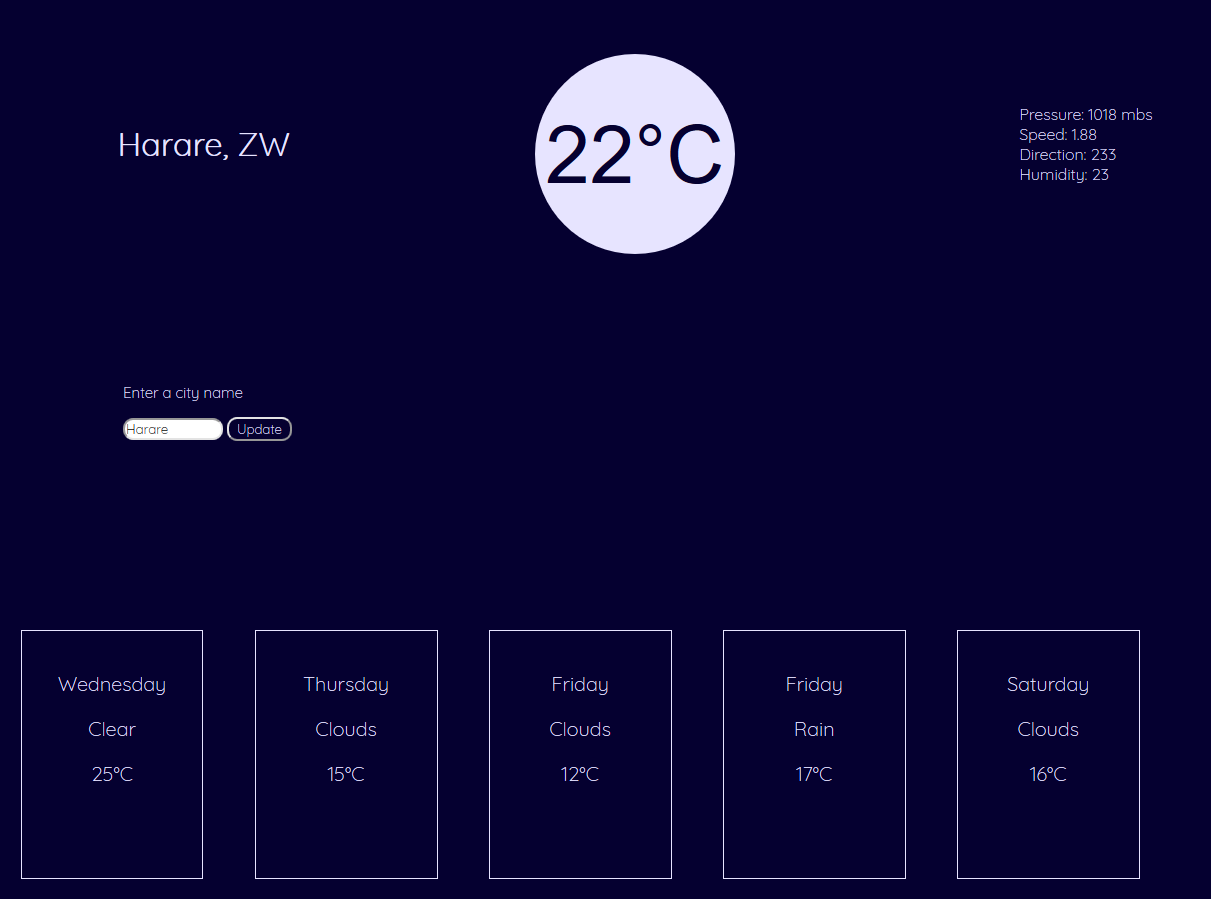 Harare, ZW
22°C
Pressure: 1018 mbs
Speed: 1.88
Direction: 233
Humidity: 23
Enter a city name
Harare
Update
Wednesday
Clear
25°C
Thursday
Clouds
15°C
Friday
Clouds
12°C
Friday
Rain
17°C
Saturday
Clouds
16°C